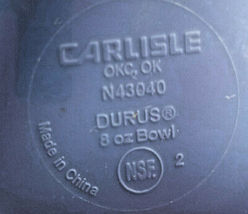 CARLISLE
OKC, OK
N43040
DURUS®
8 oz Bowl
Made in China
NSF 2